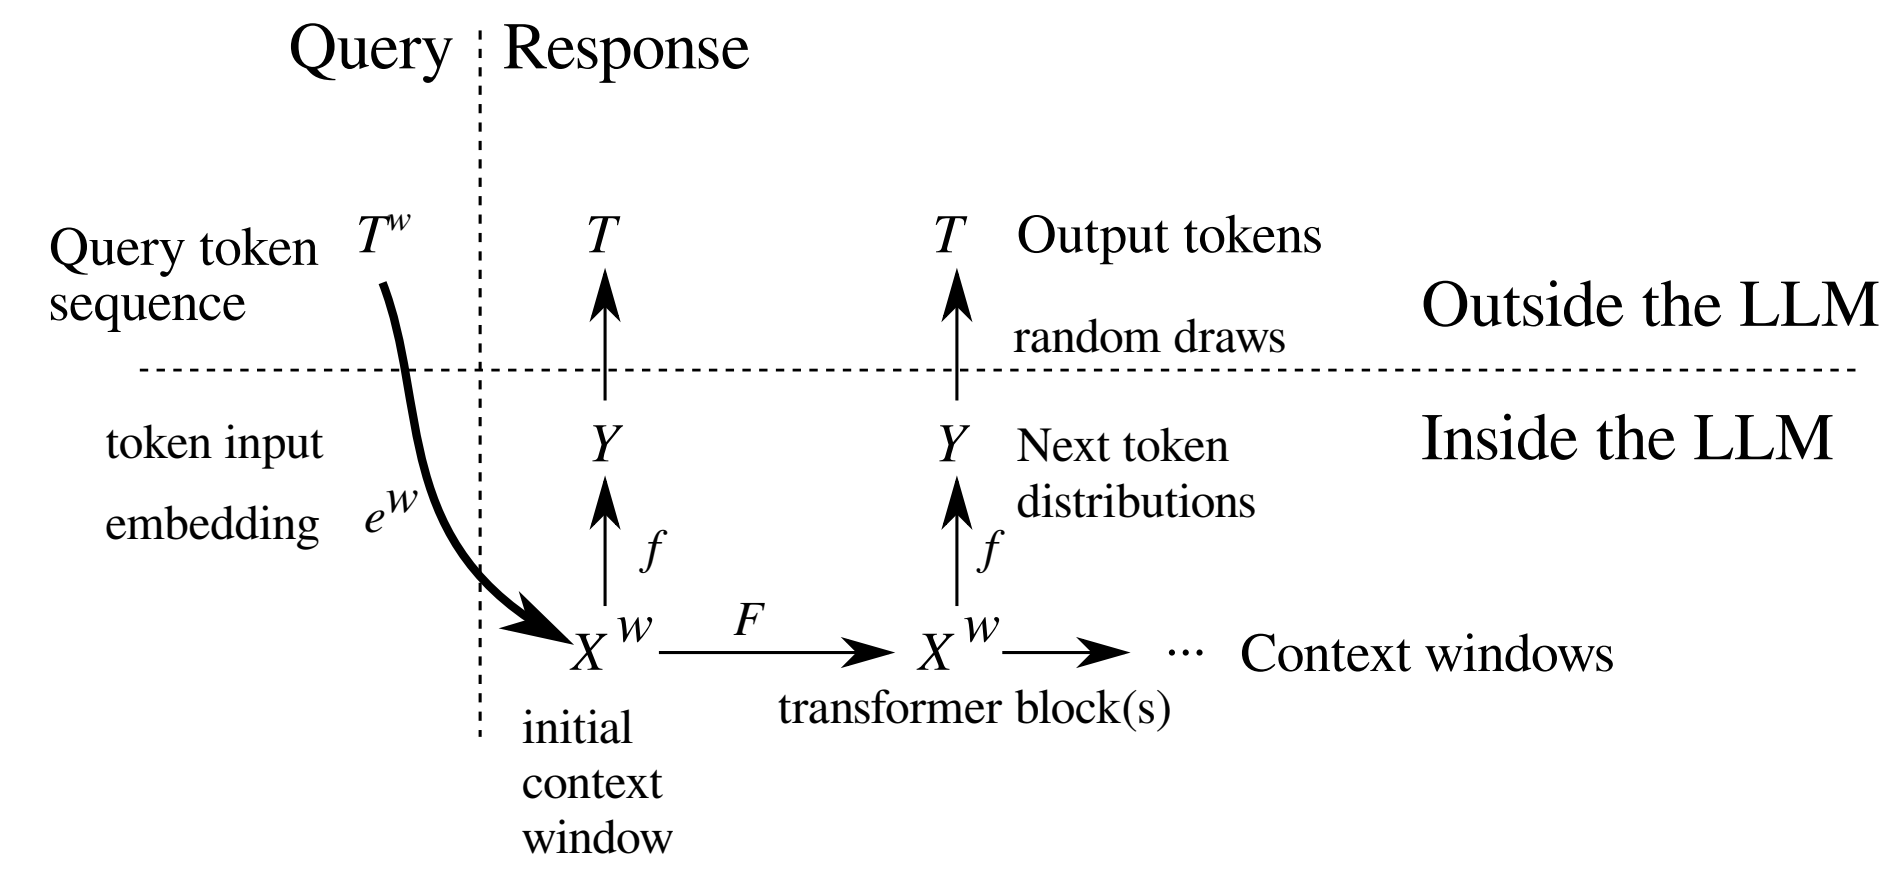 Query
Response
Query token
sequence
T^w
T
T
Output tokens
random draws
Outside the LLM
token input
embedding
e^w
Y
Y
Next token
distributions
Inside the LLM
f
f
X^w
F
X^w
...
Context windows
transformer block(s)
initial
context
window